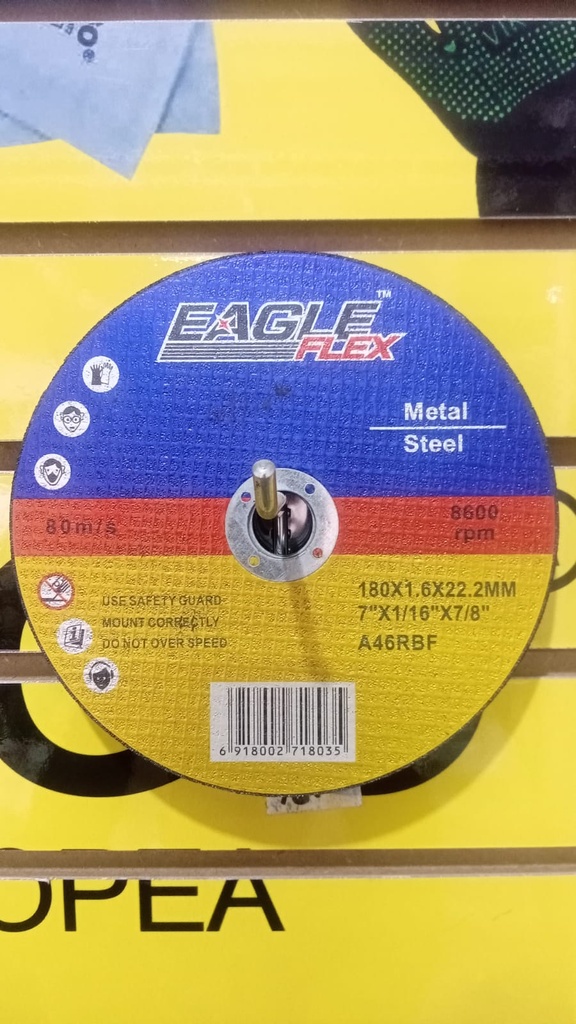 EAGLE™
FLEX
Metal
Steel
80m/s
8600
rpm
180X1.6X22.2MM
7"X1/16"X7/8"
A46RBF
USE SAFETY GUARD
MOUNT CORRECTLY
DO NOT OVER SPEED
6 918002 718035
OPEA